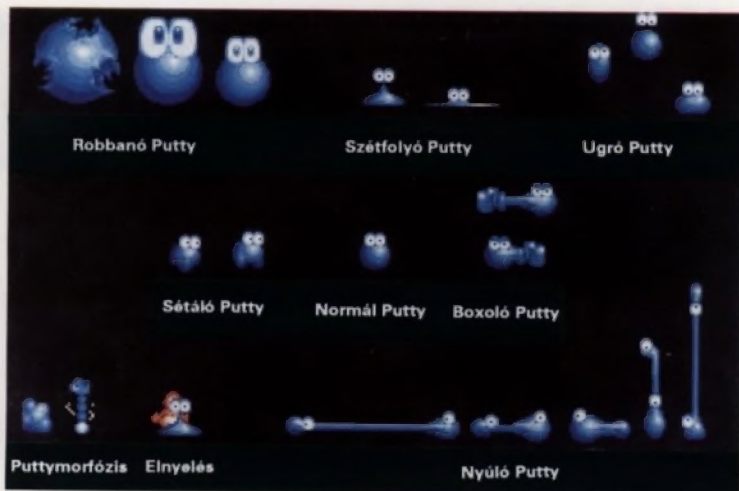 Robbanó Putty
Szétfolyó Putty
Ugró Putty
Sétáló Putty
Normál Putty
Boxoló Putty
Puttymorfózis
Elnyelés
Nyúló Putty